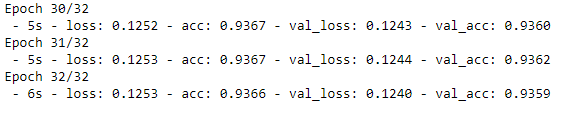 Epoch 30/32
 - 5s - loss: 0.1252 - acc: 0.9367 - val_loss: 0.1243 - val_acc: 0.9360
Epoch 31/32
 - 5s - loss: 0.1253 - acc: 0.9367 - val_loss: 0.1244 - val_acc: 0.9362
Epoch 32/32
 - 6s - loss: 0.1253 - acc: 0.9366 - val_loss: 0.1240 - val_acc: 0.9359